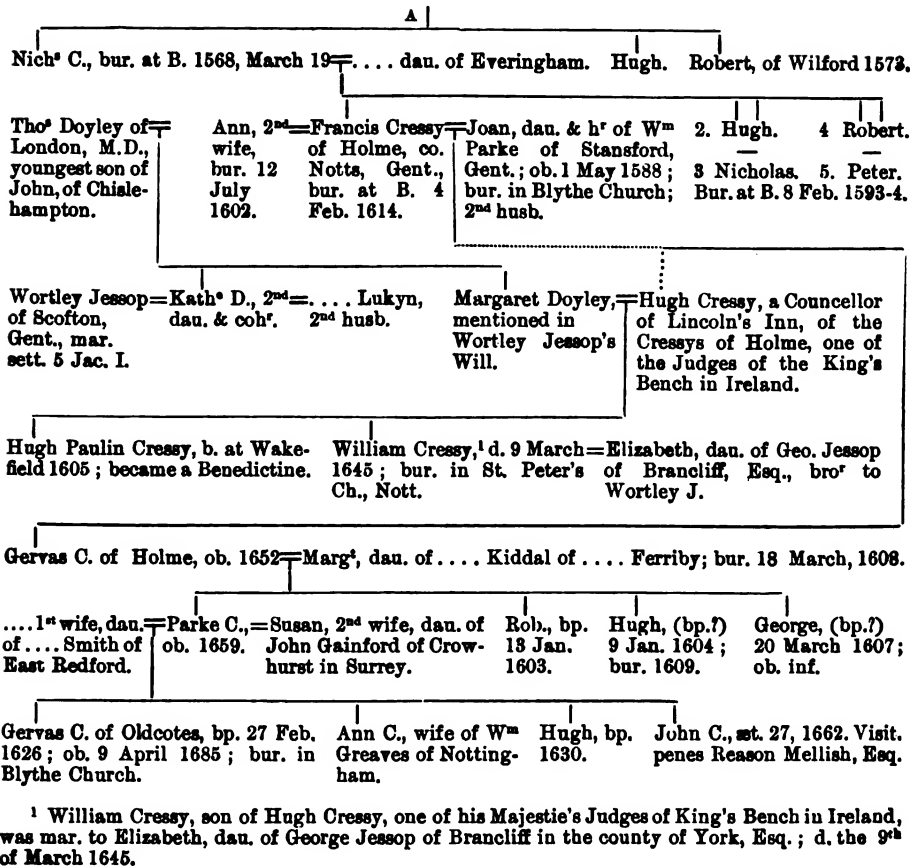 A
Nichˢ C., bur. at B. 1568, March 19=.... dau. of Everingham. Hugh. Robert, of Wilford 1573.
Thoˢ Doyley of=
London, M.D.,
youngest son of
John, of Chisle-
hampton.
Ann, 2ⁿᵈ=
wife,
bur. 12
July
1602.
Francis Cressy=
of Holme, co.
Notts, Gent.,
bur. at B. 4
Feb. 1614.
Joan, dau. & hʳ of Wᵐ
Parke of Stansford,
Gent.; ob. 1 May 1588;
bur. in Blythe Church;
2ⁿᵈ husb.
2. Hugh.
—
3 Nicholas.
4 Robert.
—
5. Peter.
Bur. at B. 8 Feb. 1593-4.
Wortley Jessop=
of Scofton,
Gent., mar.
sett. 5 Jac. I.
Kathᵉ D., 2ⁿᵈ=
dau. & cohʳ.
.... Lukyn,
2ⁿᵈ husb.
Margaret Doyley,=
mentioned in
Wortley Jessop's
Will.
Hugh Cressy, a Councellor
of Lincoln's Inn, of the
Cressys of Holme, one of
the Judges of the King's
Bench in Ireland.
Hugh Paulin Cressy, b. at Wake-
field 1605; became a Benedictine.
William Cressy,¹ d. 9 March=
1645; bur. in St. Peter's
Ch., Nott.
Elizabeth, dau. of Geo. Jessop
of Brancliff, Esq., broʳ to
Wortley J.
Gervas C. of Holme, ob. 1652=Margᵗ, dau. of .... Kiddal of .... Ferriby; bur. 18 March, 1608.
.... 1ˢᵗ wife, dau.=
of .... Smith of
East Redford.
Parke C.,=
ob. 1659.
Susan, 2ⁿᵈ wife, dau. of
John Gainford of Crow-
hurst in Surrey.
Rob., bp.
13 Jan.
1603.
Hugh, (bp.?)
9 Jan. 1604;
bur. 1609.
George, (bp.?)
20 March 1607;
ob. inf.
Gervas C. of Oldcotes, bp. 27 Feb.
1626; ob. 9 April 1685; bur. in
Blythe Church.
Ann C., wife of Wᵐ
Greaves of Notting-
ham.
Hugh, bp.
1630.
John C., æt. 27, 1662. Visit.
penes Reason Mellish, Esq.
¹ William Cressy, son of Hugh Cressy, one of his Majestie's Judges of King's Bench in Ireland,
was mar. to Elizabeth, dau. of George Jessop of Brancliff in the county of York, Esq.; d. the 9ᵗʰ
of March 1645.